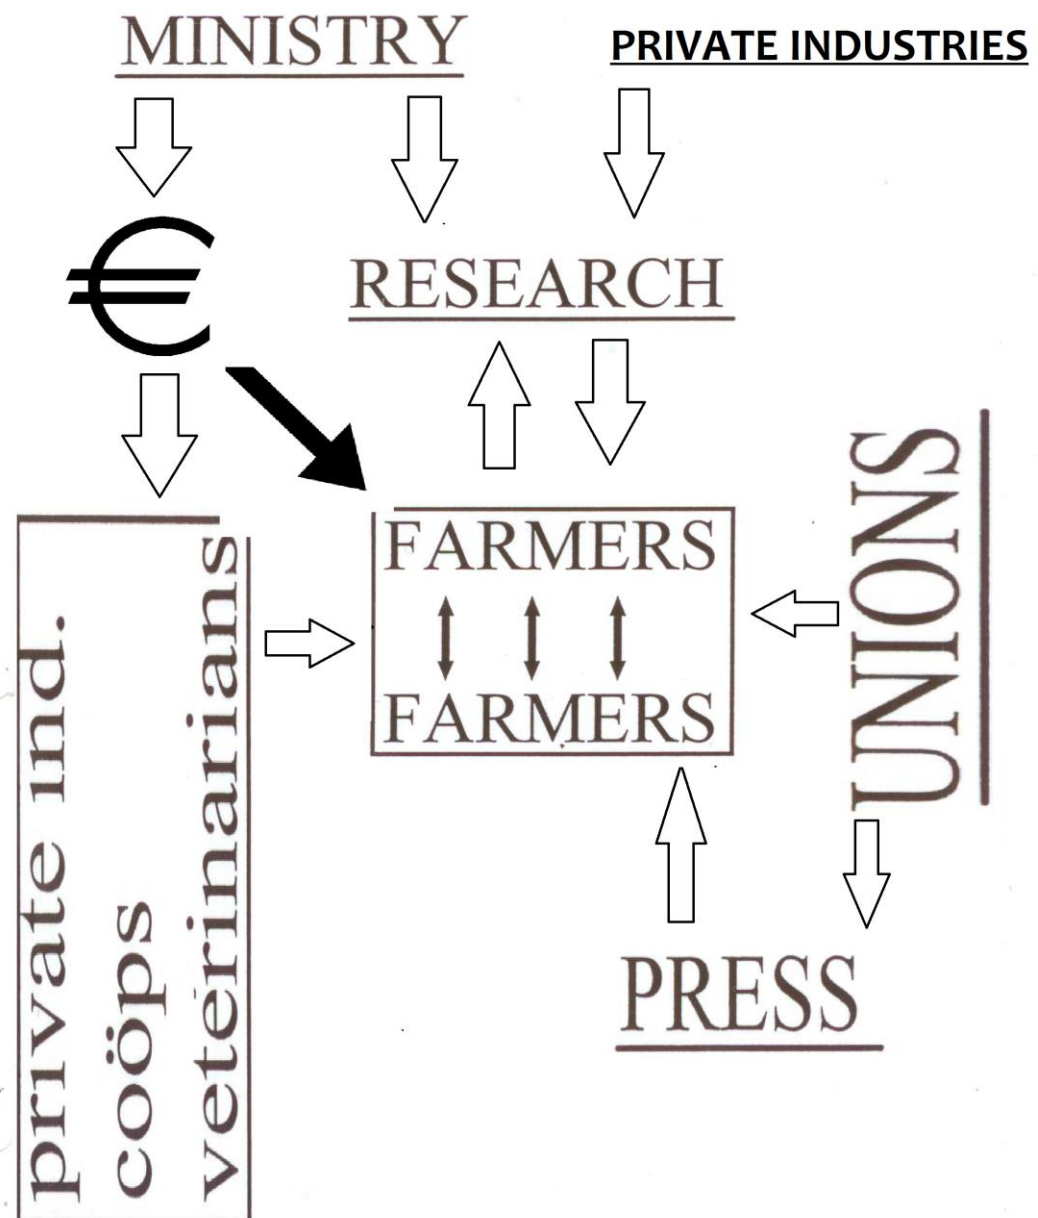 MINISTRY
PRIVATE INDUSTRIES
€
RESEARCH
FARMERS
FARMERS
private ind.
coöps
veterinarians
UNIONS
PRESS